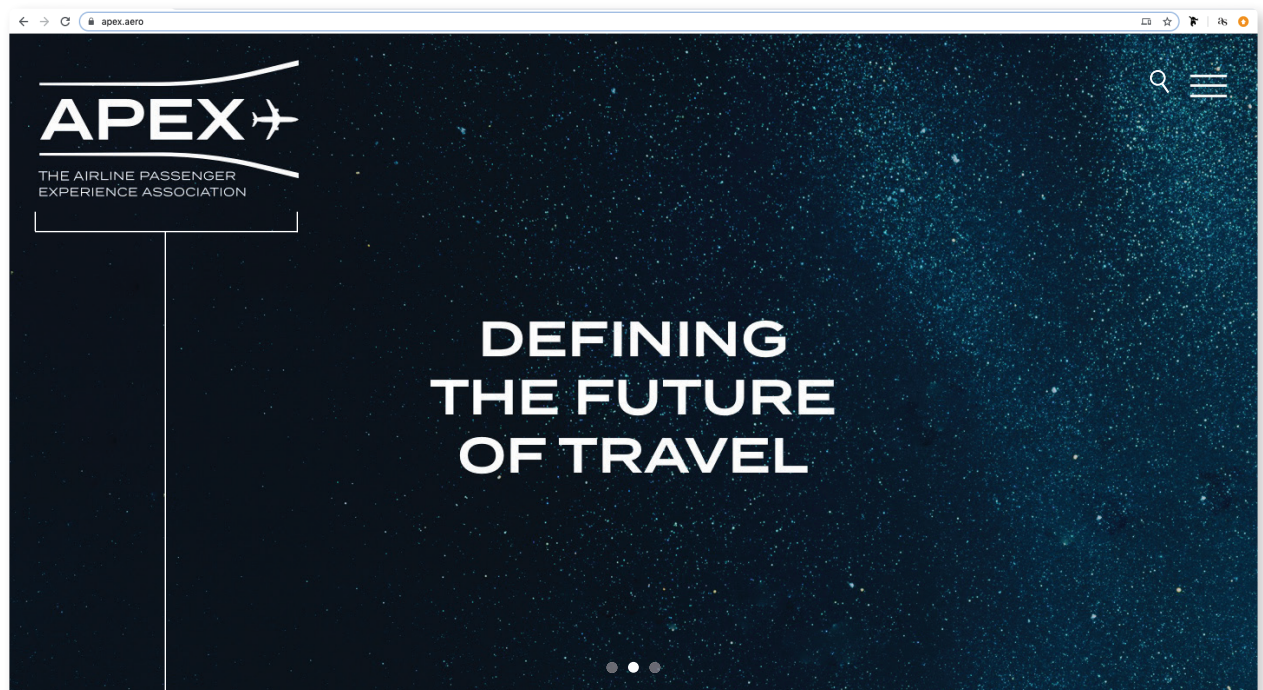 apex.aero
APEX
THE AIRLINE PASSENGER
EXPERIENCE ASSOCIATION
DEFINING
THE FUTURE
OF TRAVEL